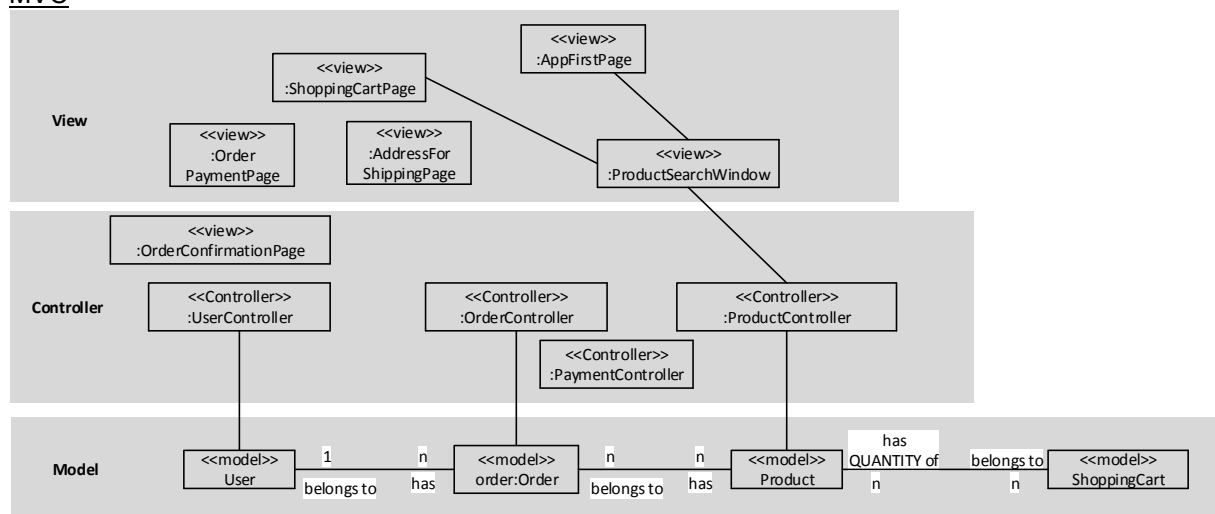 MVC
<<view>>
:AppFirstPage
<<view>>
:ShoppingCartPage
View
<<view>>
:Order
PaymentPage
<<view>>
:AddressFor
ShippingPage
<<view>>
:ProductSearchWindow
<<view>>
:OrderConfirmationPage
Controller
<<Controller>>
:UserController
<<Controller>>
:OrderController
<<Controller>>
:ProductController
<<Controller>>
:PaymentController
Model
<<model>>
User
1
belongs to
n
has
<<model>>
order:Order
n
belongs to
n
has
<<model>>
Product
has
QUANTITY of
n
belongs to
n
<<model>>
ShoppingCart